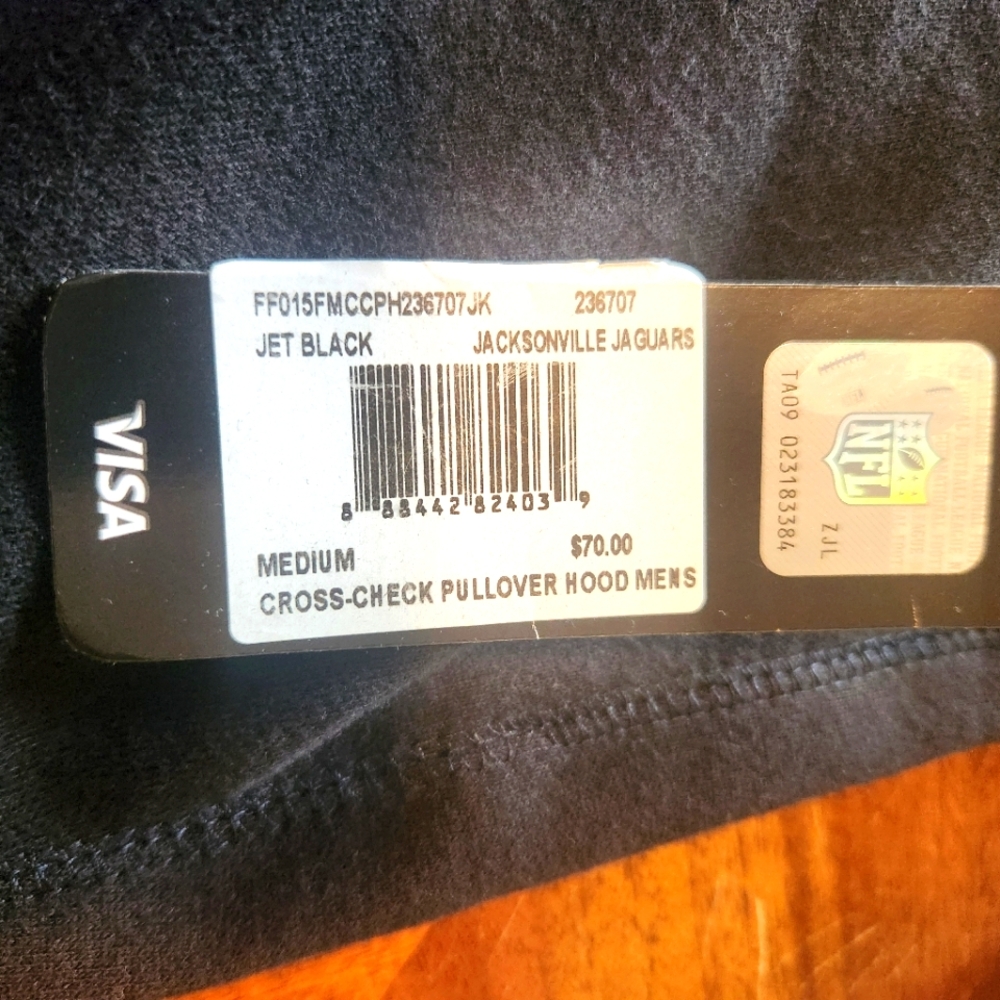 FF015FMCCPH236707JK 236707
JET BLACK JACKSONVILLE JAGUARS
8 88442 82403 9
MEDIUM $70.00
CROSS-CHECK PULLOVER HOOD MENS
VISA
TA09 023183384
ZJL
NFL